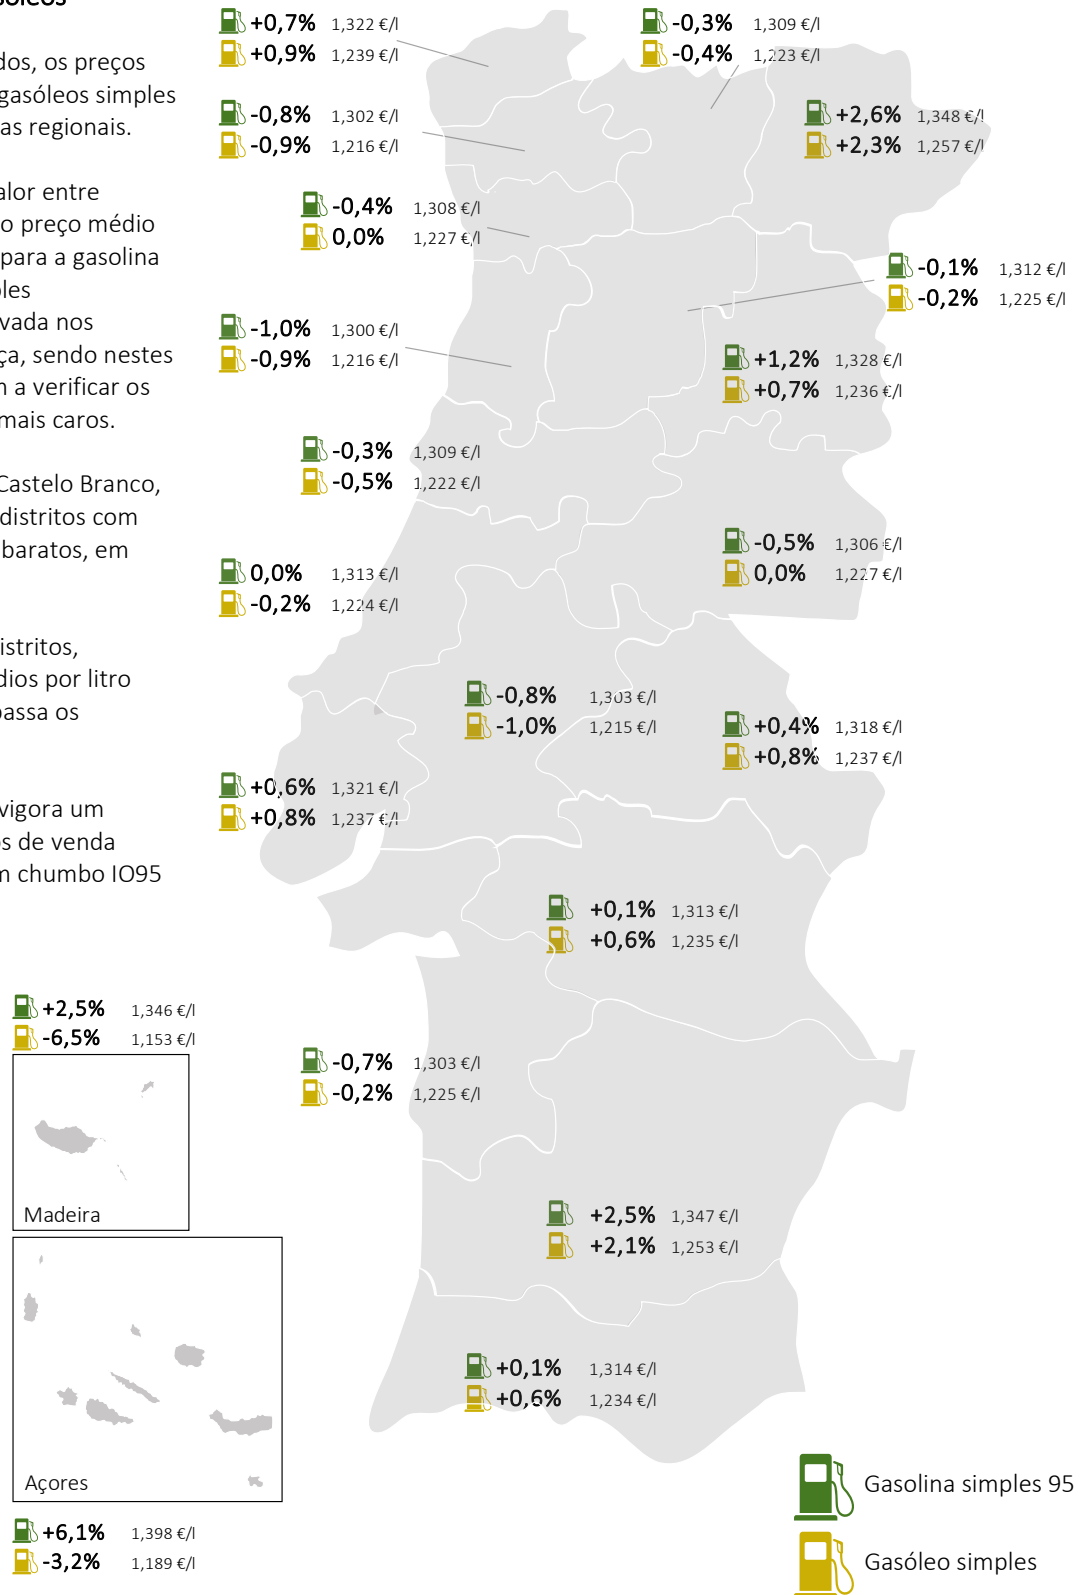 dos, os preços
gasóleos simples
as regionais.
alor entre
o preço médio
para a gasolina
ples
vada nos
ça, sendo nestes
n a verificar os
mais caros.
Castelo Branco,
distritos com
baratos, em
istritos,
dios por litro
passa os
vigora um
os de venda
m chumbo IO95
+0,7% 1,322 €/l
+0,9% 1,239 €/l
-0,3% 1,309 €/l
-0,4% 1,223 €/l
-0,8% 1,302 €/l
-0,9% 1,216 €/l
+2,6% 1,348 €/l
+2,3% 1,257 €/l
-0,4% 1,308 €/l
0,0% 1,227 €/l
-0,1% 1,312 €/l
-0,2% 1,225 €/l
-1,0% 1,300 €/l
-0,9% 1,216 €/l
+1,2% 1,328 €/l
+0,7% 1,236 €/l
-0,3% 1,309 €/l
-0,5% 1,222 €/l
-0,5% 1,306 €/l
0,0% 1,227 €/l
0,0% 1,313 €/l
-0,2% 1,224 €/l
-0,8% 1,303 €/l
-1,0% 1,215 €/l
+0,4% 1,318 €/l
+0,8% 1,237 €/l
+0,6% 1,321 €/l
+0,8% 1,237 €/l
+0,1% 1,313 €/l
+0,6% 1,235 €/l
+2,5% 1,346 €/l
-6,5% 1,153 €/l
Madeira
-0,7% 1,303 €/l
-0,2% 1,225 €/l
+2,5% 1,347 €/l
+2,1% 1,253 €/l
+0,1% 1,314 €/l
+0,6% 1,234 €/l
Açores
+6,1% 1,398 €/l
-3,2% 1,189 €/l
Gasolina simples 95
Gasóleo simples